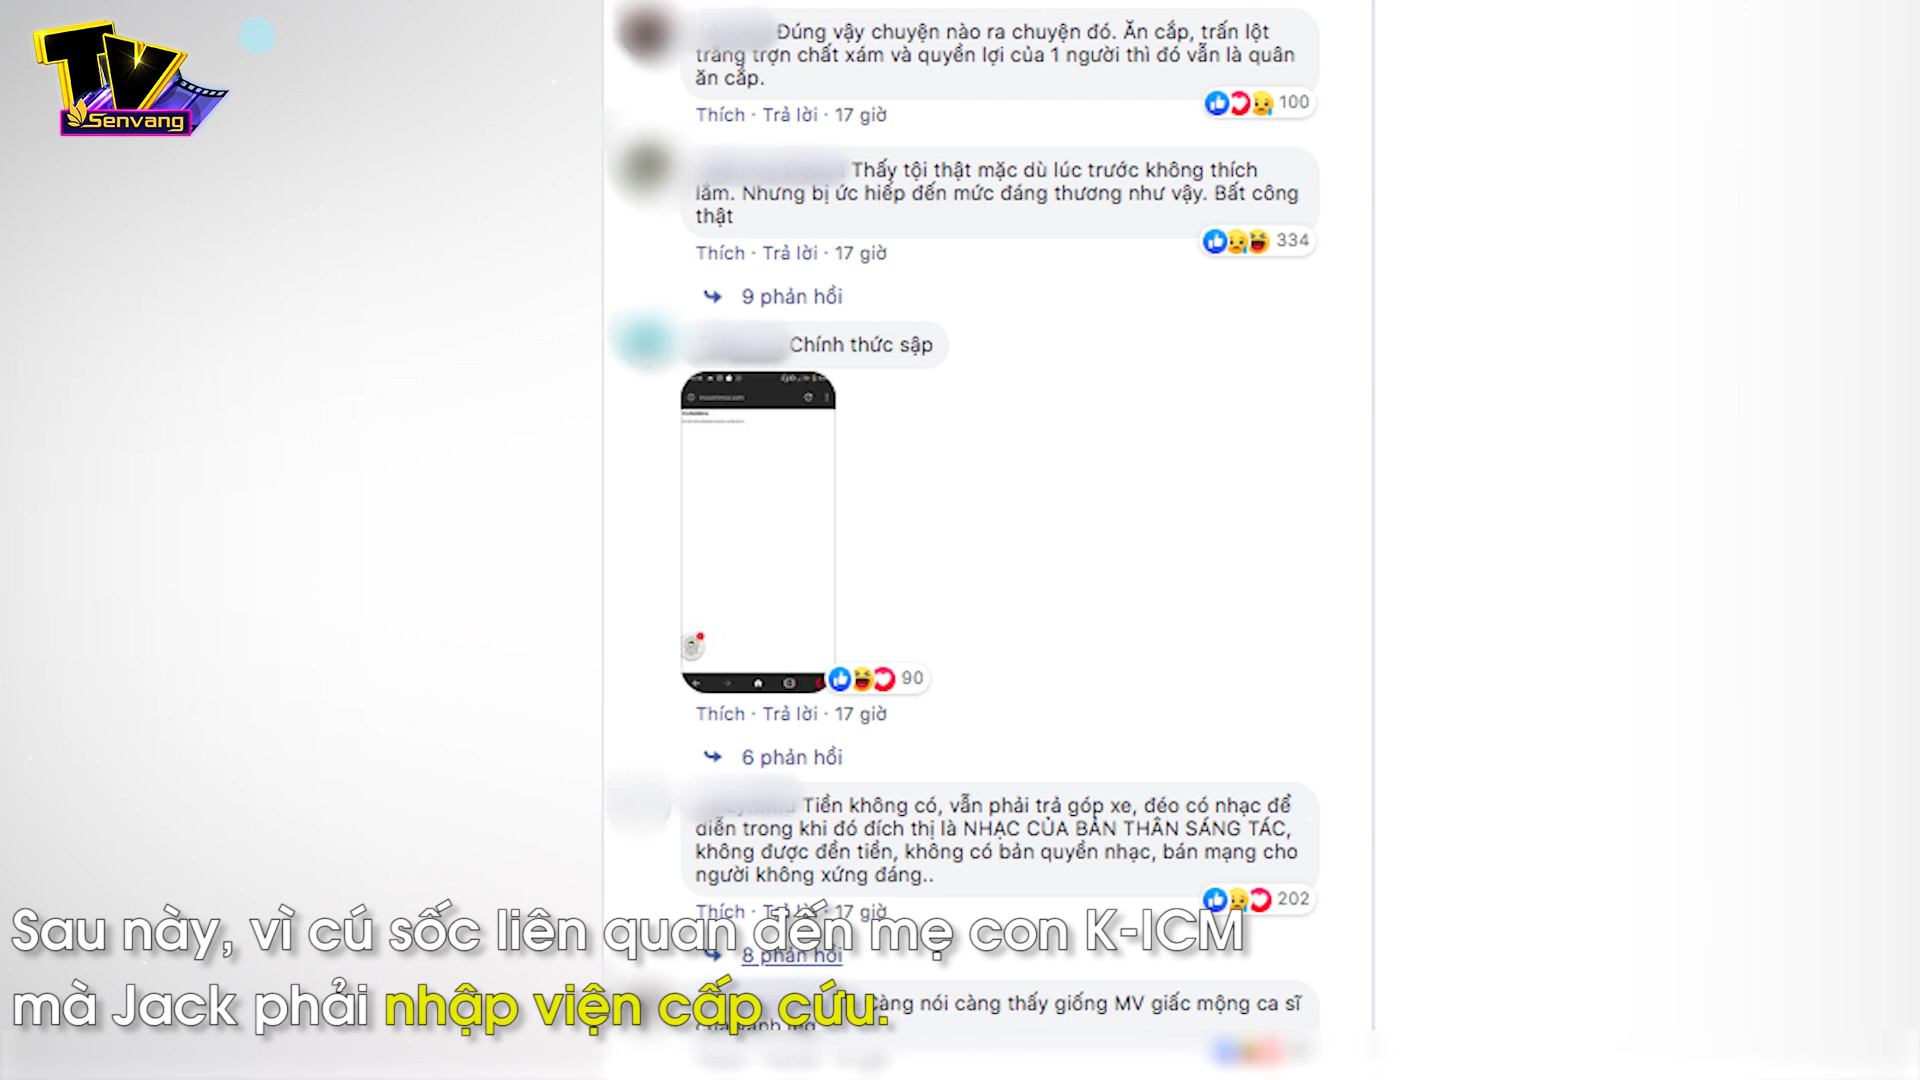 TV
Senvang
Đúng vậy chuyện nào ra chuyện đó. Ăn cắp, trấn lột
trắng trợn chất xám và quyền lợi của 1 người thì đó vẫn là quân
ăn cắp.
100
Thích · Trả lời · 17 giờ
Thấy tội thật mặc dù lúc trước không thích
lắm. Nhưng bị ức hiếp đến mức đáng thương như vậy. Bất công
thật
334
Thích · Trả lời · 17 giờ
9 phản hồi
Chính thức sập
90
Thích · Trả lời · 17 giờ
6 phản hồi
Tiền không có, vẫn phải trả góp xe, đéo có nhạc để
diễn trong khi đó đích thị là NHẠC CỦA BẢN THÂN SÁNG TÁC,
không được đền tiền, không có bản quyền nhạc, bán mạng cho
người không xứng đáng..
202
Thích · Trả lời · 17 giờ
8 phản hồi
Càng nói càng thấy giống MV giấc mộng ca sĩ
Sau này, vì cú sốc liên quan đến mẹ con K-ICM
mà Jack phải nhập viện cấp cứu.